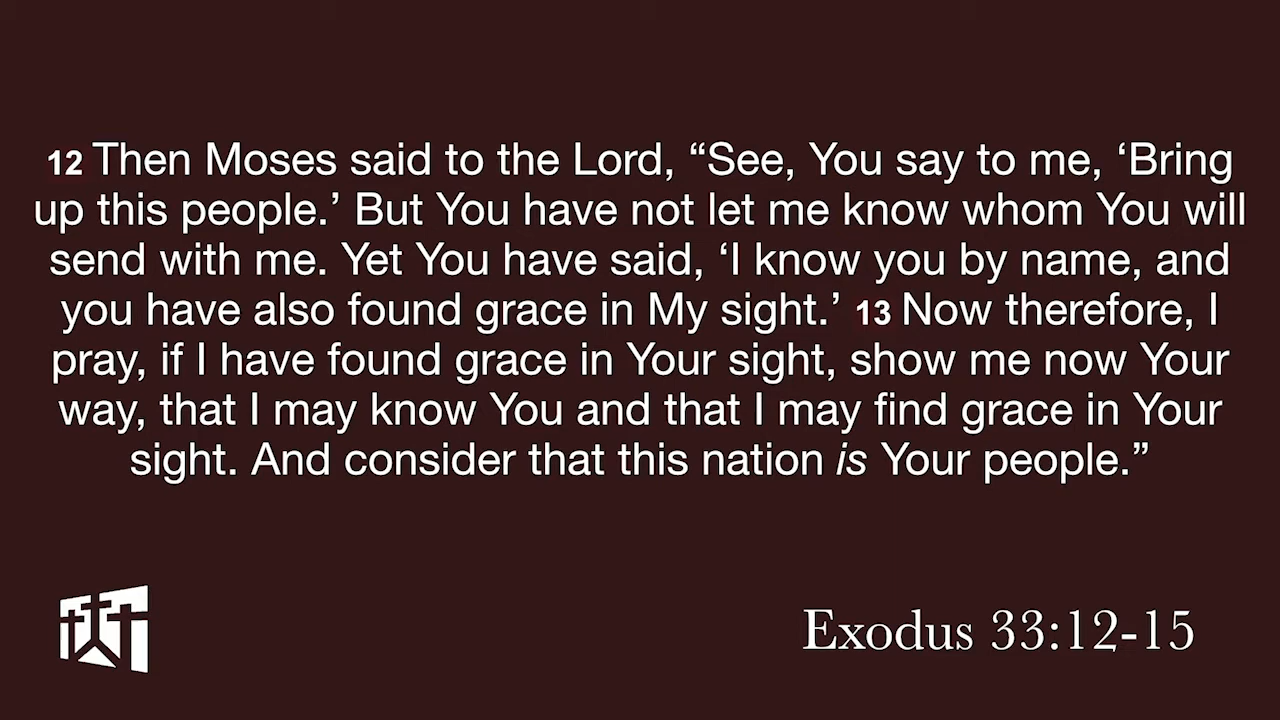 12 Then Moses said to the Lord, “See, You say to me, ‘Bring
up this people.’ But You have not let me know whom You will
send with me. Yet You have said, ‘I know you by name, and
you have also found grace in My sight.’ 13 Now therefore, I
pray, if I have found grace in Your sight, show me now Your
way, that I may know You and that I may find grace in Your
sight. And consider that this nation is Your people.”
Exodus 33:12-15